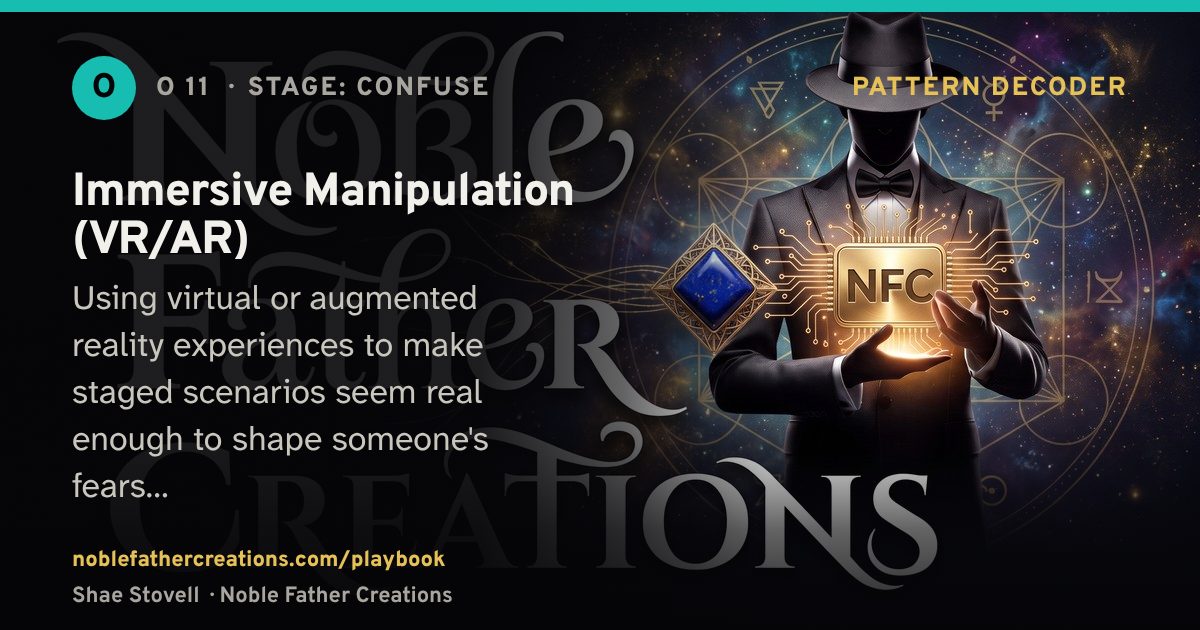 O
O 11 · STAGE: CONFUSE
PATTERN DECODER
Immersive Manipulation
(VR/AR)
Using virtual or augmented
reality experiences to make
staged scenarios seem real
enough to shape someone's
fears...
noblefathercreations.com/playbook
Shae Stovell · Noble Father Creations
Noble
Father
Creations
NFC